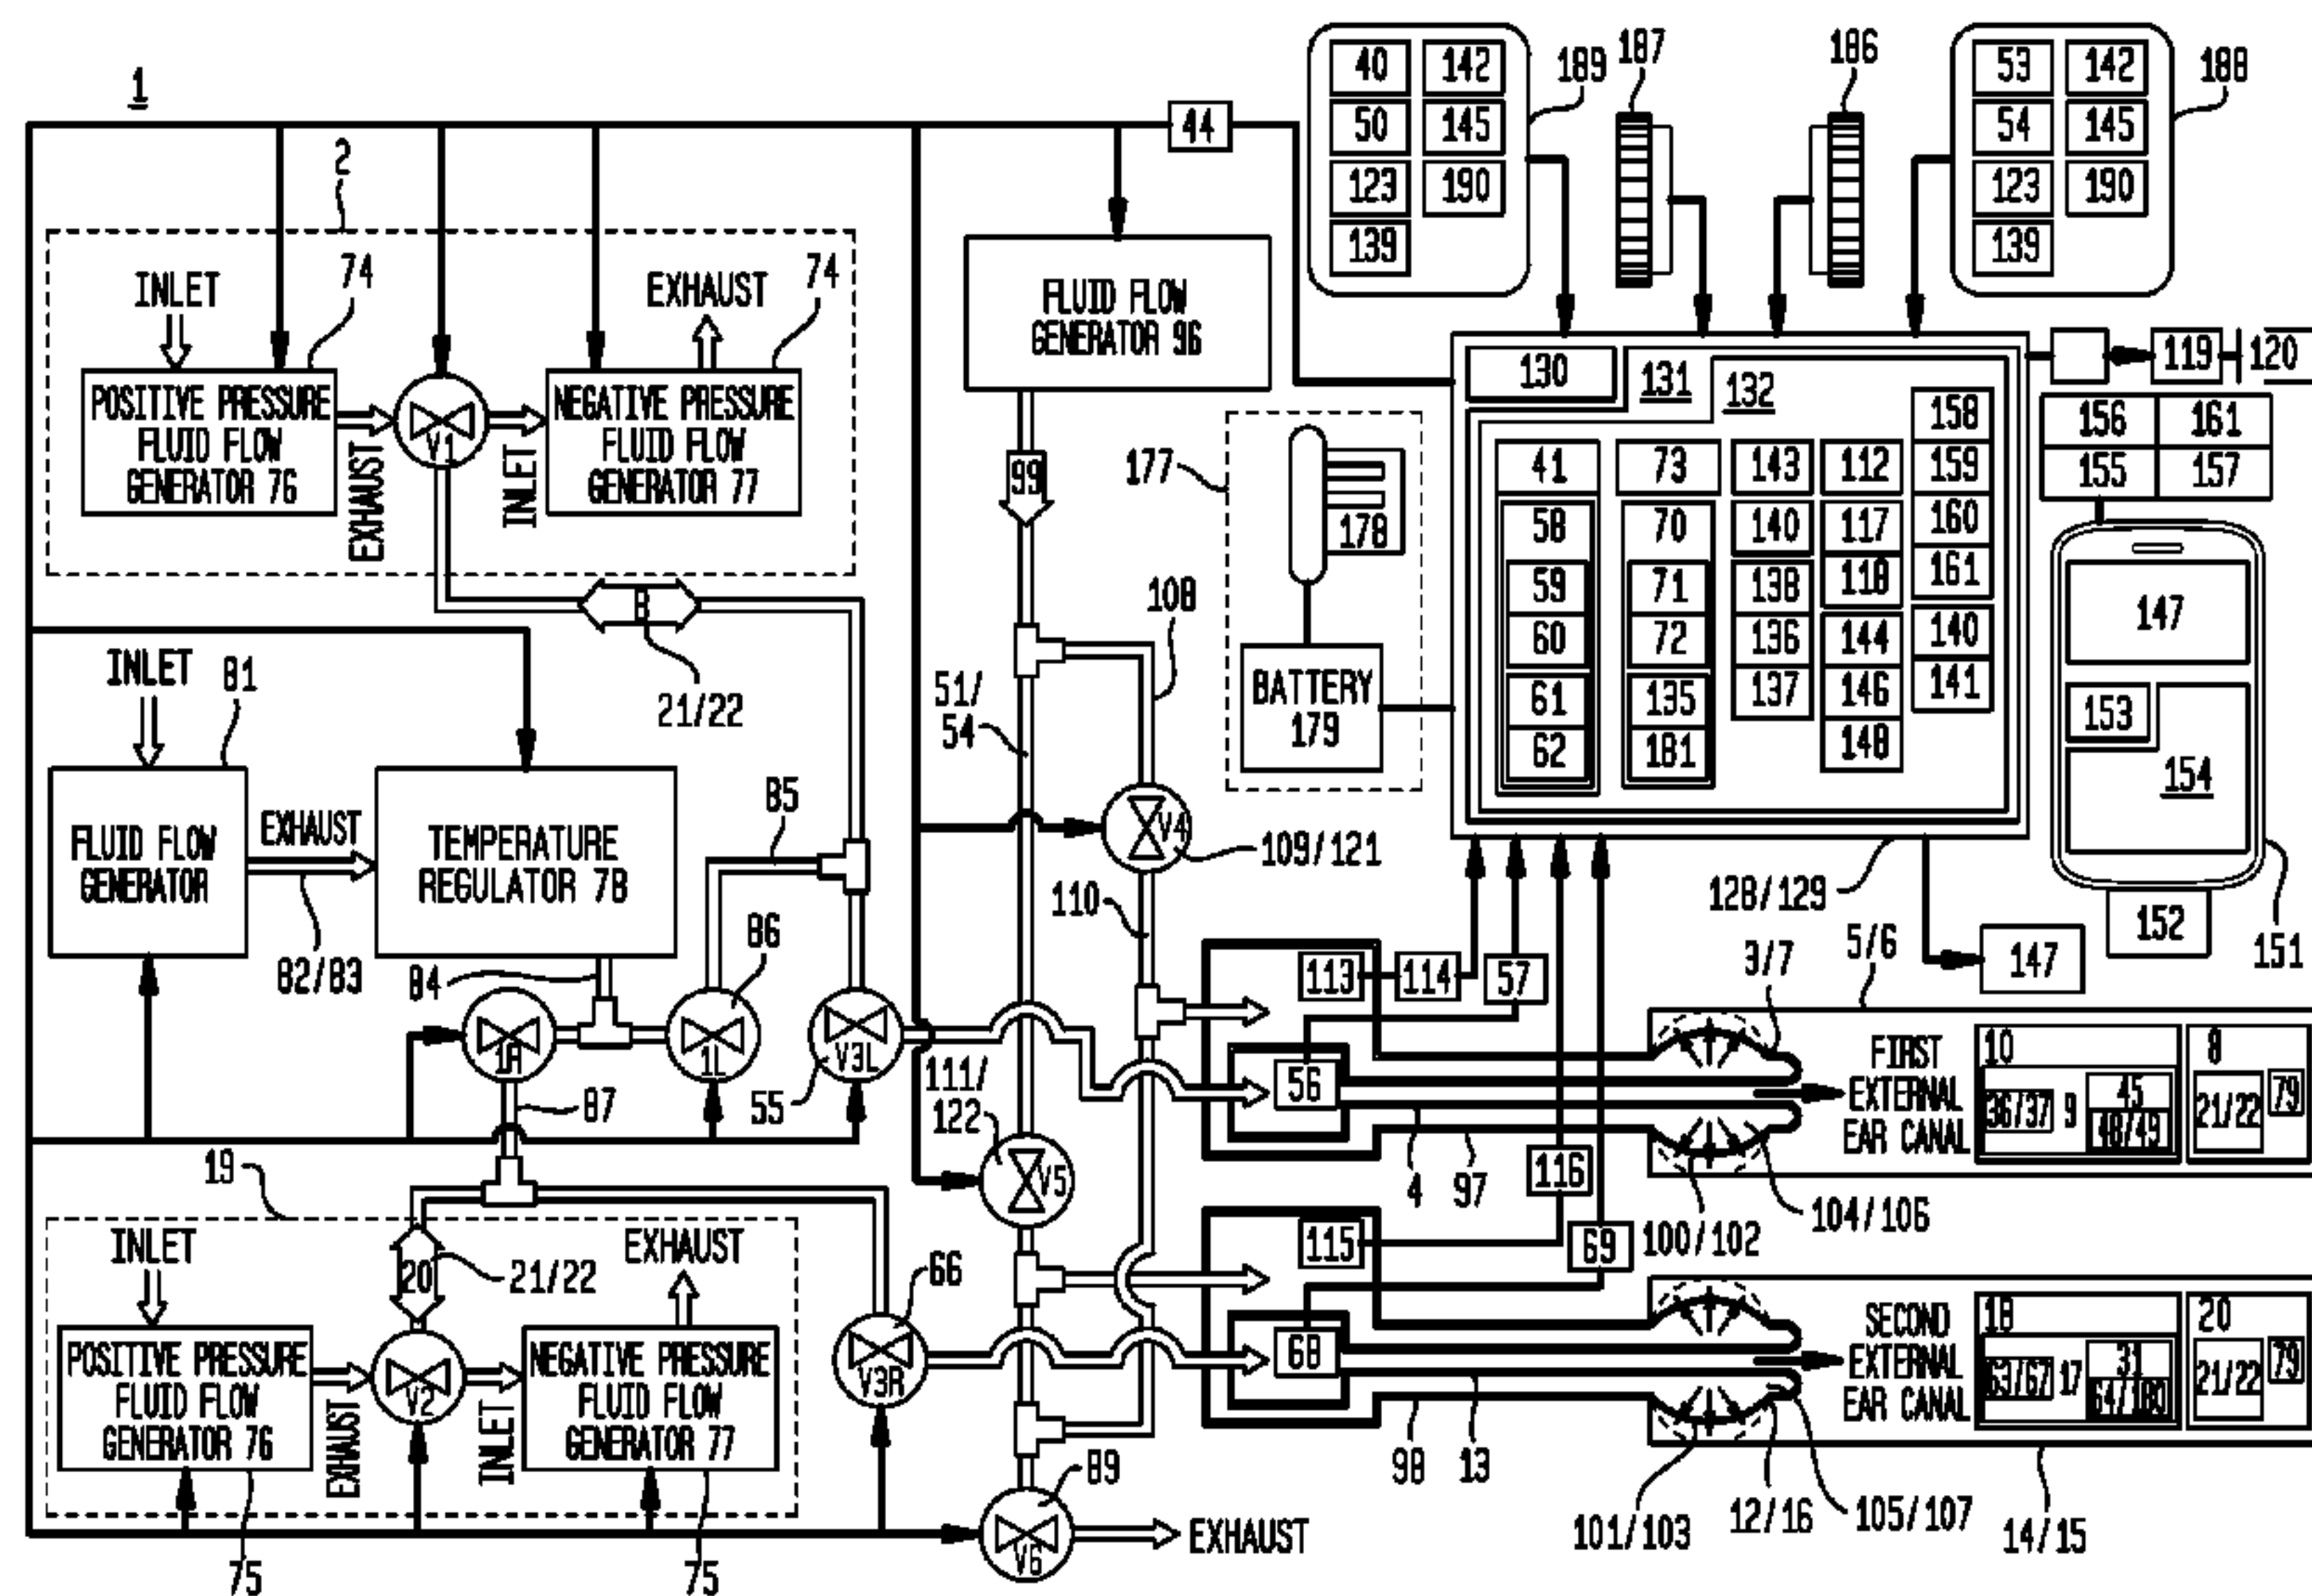 1
2
INLET
74
EXHAUST
74
POSITIVE PRESSURE
FLUID FLOW
GENERATOR 76
EXHAUST
V1
INLET
NEGATIVE PRESSURE
FLUID FLOW
GENERATOR 77
8
21/22
INLET
81
FLUID FLOW
GENERATOR
EXHAUST
82/83
TEMPERATURE
REGULATOR 78
84
85
86
1R
1L
V3L
55
87
19
INLET
20
21/22
EXHAUST
66
POSITIVE PRESSURE
FLUID FLOW
GENERATOR 76
EXHAUST
V2
INLET
NEGATIVE PRESSURE
FLUID FLOW
GENERATOR 77
V3R
75
75
44
FLUID FLOW
GENERATOR 96
99
51/
54
108
V4
109/121
110
111/
122
V5
89
V6
EXHAUST
40 142
50 145
123 190
139
189
187
186
53 142
54 145
123 190
139
188
177
178
BATTERY
179
130
131
132
41
58
59
60
61
62
73
70
71
72
135
181
143
140
138
136
137
112
117
118
144
146
148
158
159
160
161
140
141
128/129
119
120
156 161
155 157
147
153
154
151
152
147
113
114
57
56
116
115
69
68
4
97
98
13
5/6
3/7
FIRST
EXTERNAL
EAR CANAL
10
36/37
9
45
48/49
8
21/22
79
100/102
104/106
SECOND
EXTERNAL
EAR CANAL
18
63/67
17
31
64/180
20
21/22
79
101/103
12/16
105/107
14/15